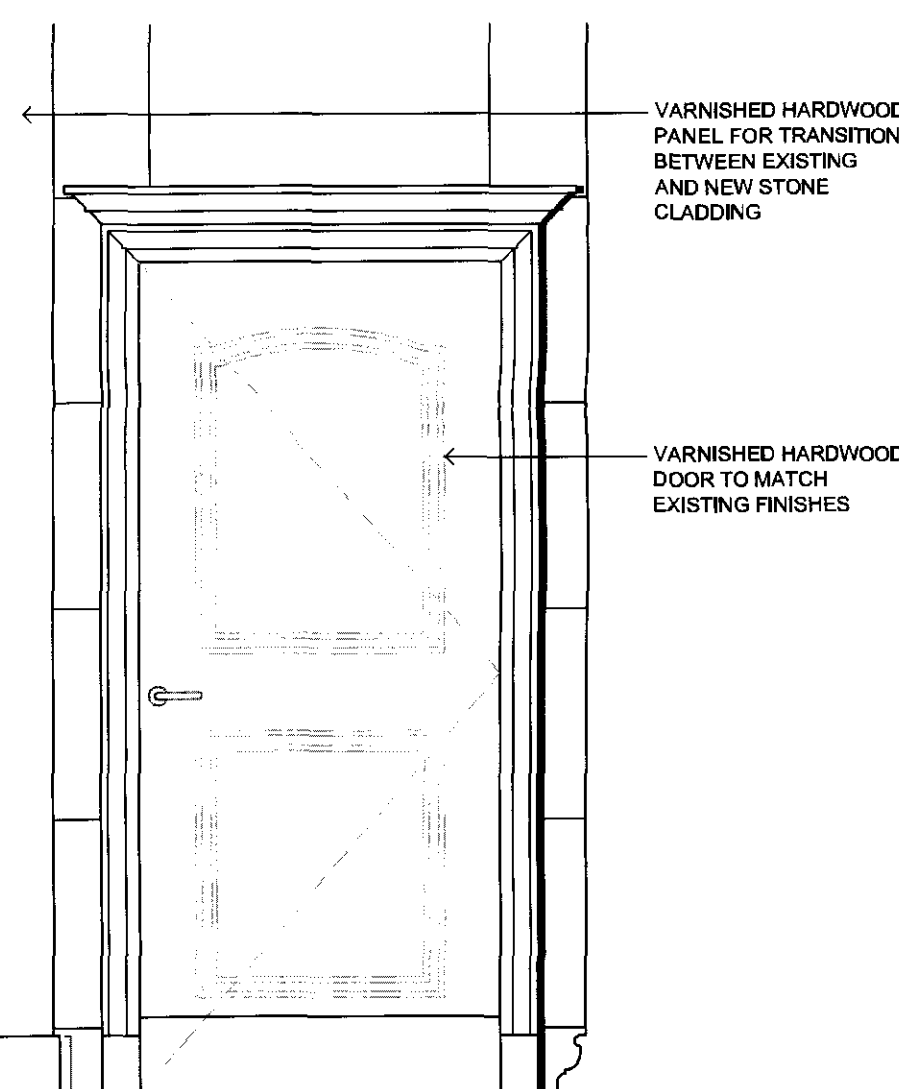 VARNISHED HARDWOOD
PANEL FOR TRANSITION
BETWEEN EXISTING
AND NEW STONE
CLADDING
VARNISHED HARDWOOD
DOOR TO MATCH
EXISTING FINISHES